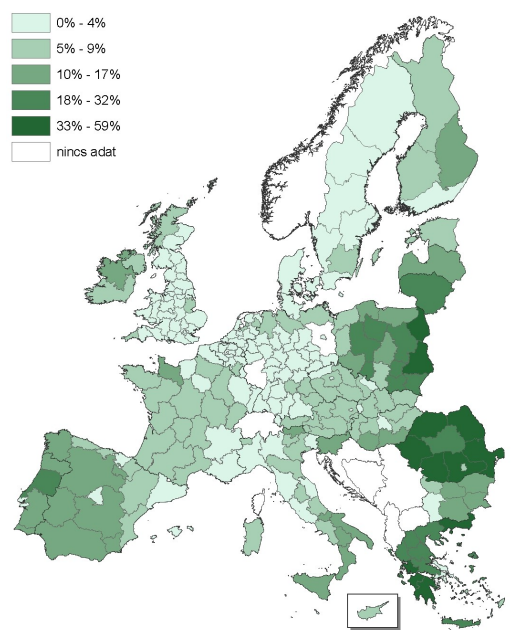 0% - 4%
5% - 9%
10% - 17%
18% - 32%
33% - 59%
nincs adat